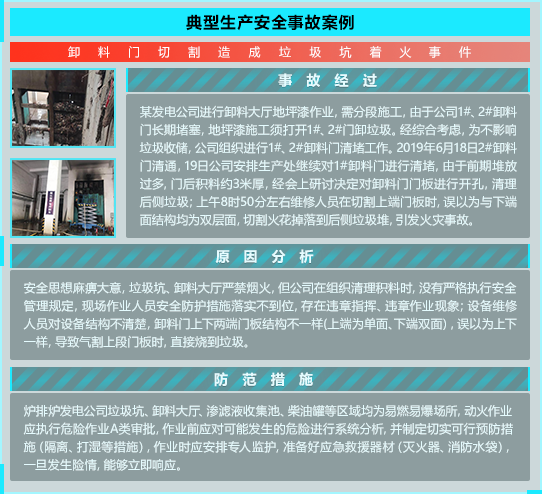 典型生产安全事故案例
卸料门切割造成垃圾坑着火事件
事故经过
某发电公司进行卸料大厅地坪漆作业，需分段施工，由于公司1#、2#卸料
门长期堵塞，地坪漆施工须打开1#、2#门卸垃圾。经综合考虑，为不影响
垃圾收储，公司组织进行1#、2#卸料门清堵工作。2019年6月18日2#卸料
门清通，19日公司安排生产处继续对1#卸料门进行清堵，由于前期堆放
过多，门后积料约3米厚，经会上研讨决定对卸料门门板进行开孔，清理
后侧垃圾；上午8时50分左右维修人员在切割上端门板时，误以为与下端
面结构均为双层面，切割火花掉落到后侧垃圾堆，引发火灾事故。
原因分析
安全思想麻痹大意，垃圾坑、卸料大厅严禁烟火，但公司在组织清理积料时，没有严格执行安全
管理规定，现场作业人员安全防护措施落实不到位，存在违章指挥、违章作业现象；设备维修
人员对设备结构不清楚，卸料门上下两端门板结构不一样(上端为单面、下端双面)，误以为上下
一样，导致气割上段门板时，直接烧到垃圾。
防范措施
炉排炉发电公司垃圾坑、卸料大厅、渗滤液收集池、柴油罐等区域均为易燃易爆场所，动火作业
应执行危险作业A类审批，作业前应对可能发生的危险进行系统分析，并制定切实可行预防措
施（隔离、打湿等措施），作业时应安排专人监护，准备好应急救援器材（灭火器、消防水袋），
一旦发生险情，能够立即响应。